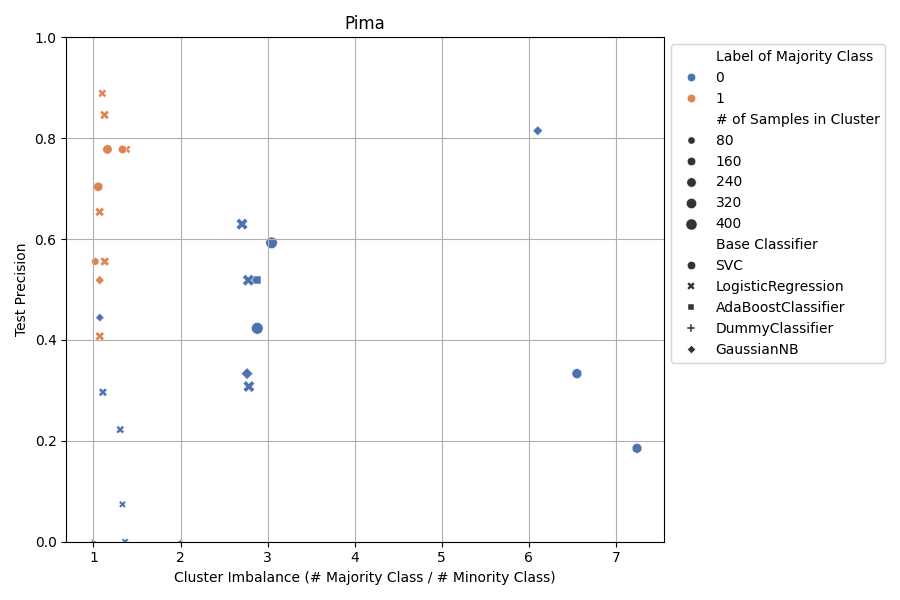 Pima
1.0
0.8
0.6
0.4
0.2
0.0
Test Precision
1
2
3
4
5
6
7
Cluster Imbalance (# Majority Class / # Minority Class)
Label of Majority Class
0
1
# of Samples in Cluster
80
160
240
320
400
Base Classifier
SVC
LogisticRegression
AdaBoostClassifier
DummyClassifier
GaussianNB